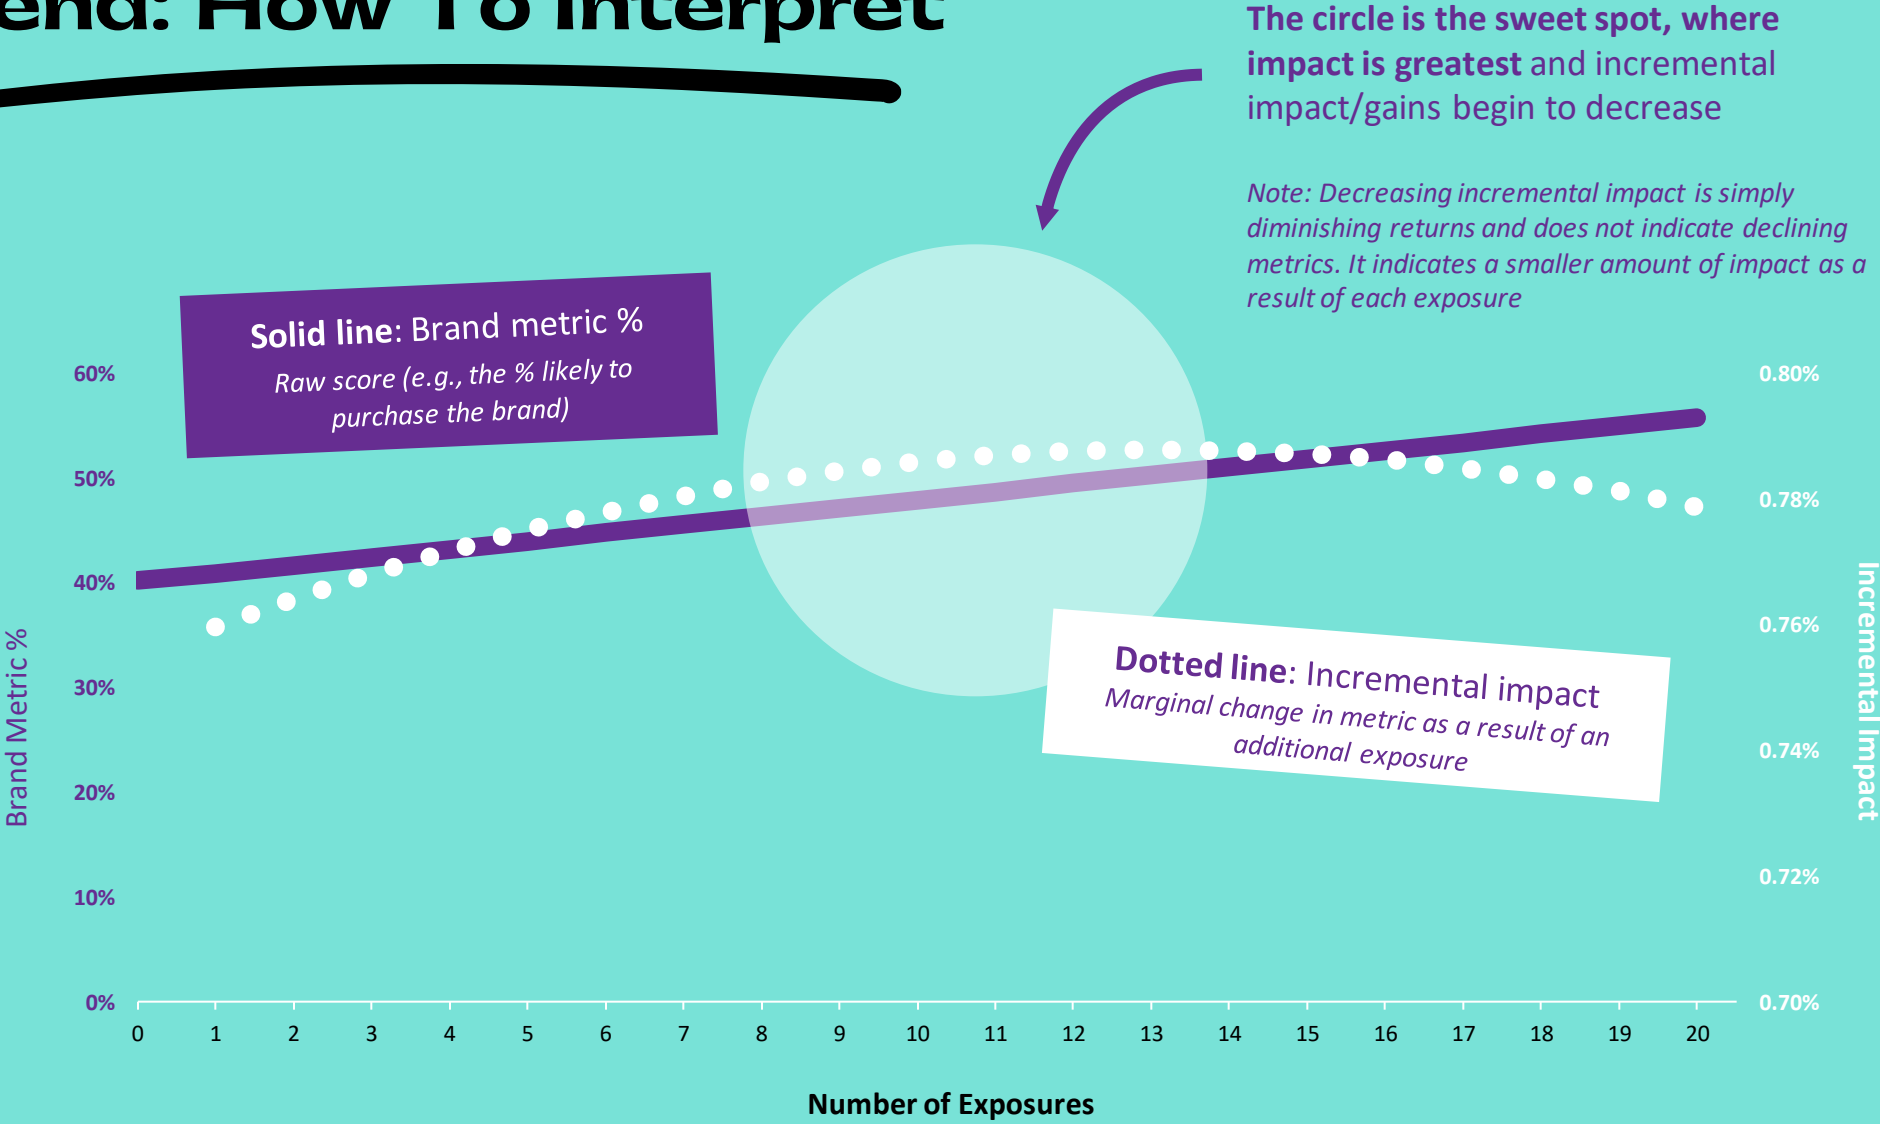 end: How To Interpret
The circle is the sweet spot, where
impact is greatest and incremental
impact/gains begin to decrease
Note: Decreasing incremental impact is simply
diminishing returns and does not indicate declining
metrics. It indicates a smaller amount of impact as a
result of each exposure
Solid line: Brand metric %
Raw score (e.g., the % likely to
purchase the brand)
Dotted line: Incremental impact
Marginal change in metric as a result of an
additional exposure
Brand Metric %
60%
50%
40%
30%
20%
10%
0%
0.80%
0.78%
0.76%
0.74%
0.72%
0.70%
Incremental Impact
0 1 2 3 4 5 6 7 8 9 10 11 12 13 14 15 16 17 18 19 20
Number of Exposures